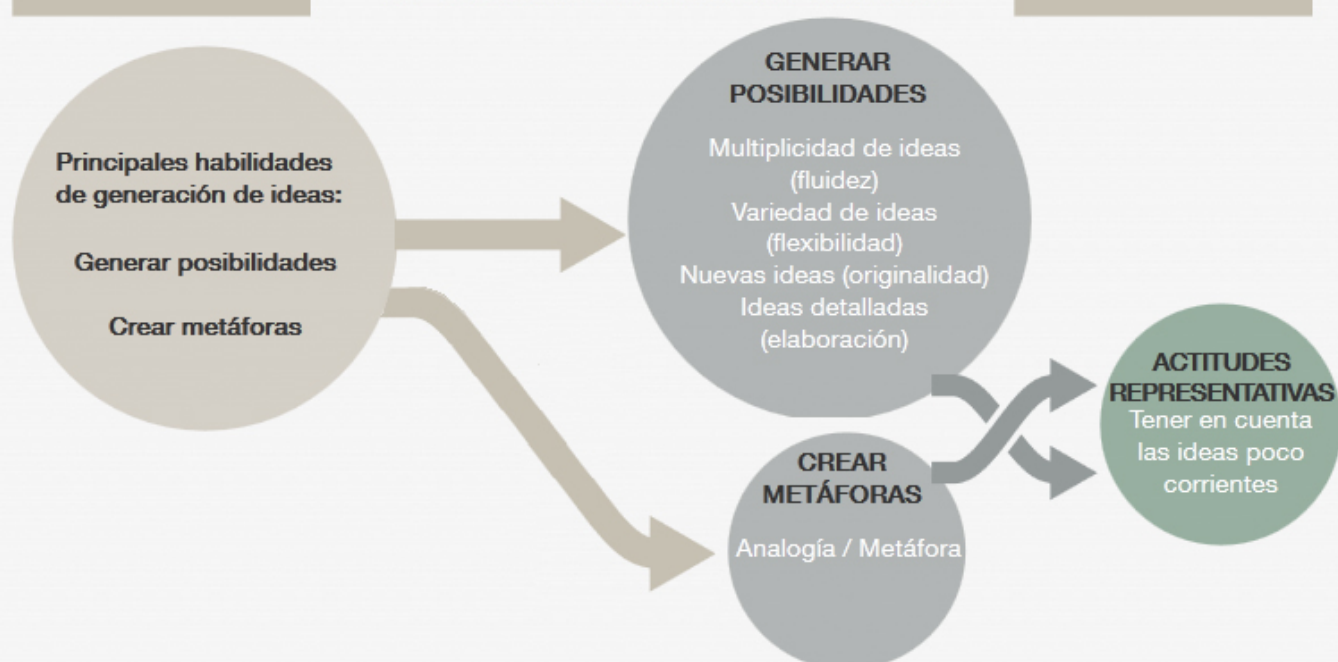 Principales habilidades
de generación de ideas:
Generar posibilidades
Crear metáforas
GENERAR
POSIBILIDADES
Multiplicidad de ideas
(fluidez)
Variedad de ideas
(flexibilidad)
Nuevas ideas (originalidad)
Ideas detalladas
(elaboración)
CREAR
METÁFORAS
Analogía / Metáfora
ACTITUDES
REPRESENTATIVAS
Tener en cuenta
las ideas poco
corrientes